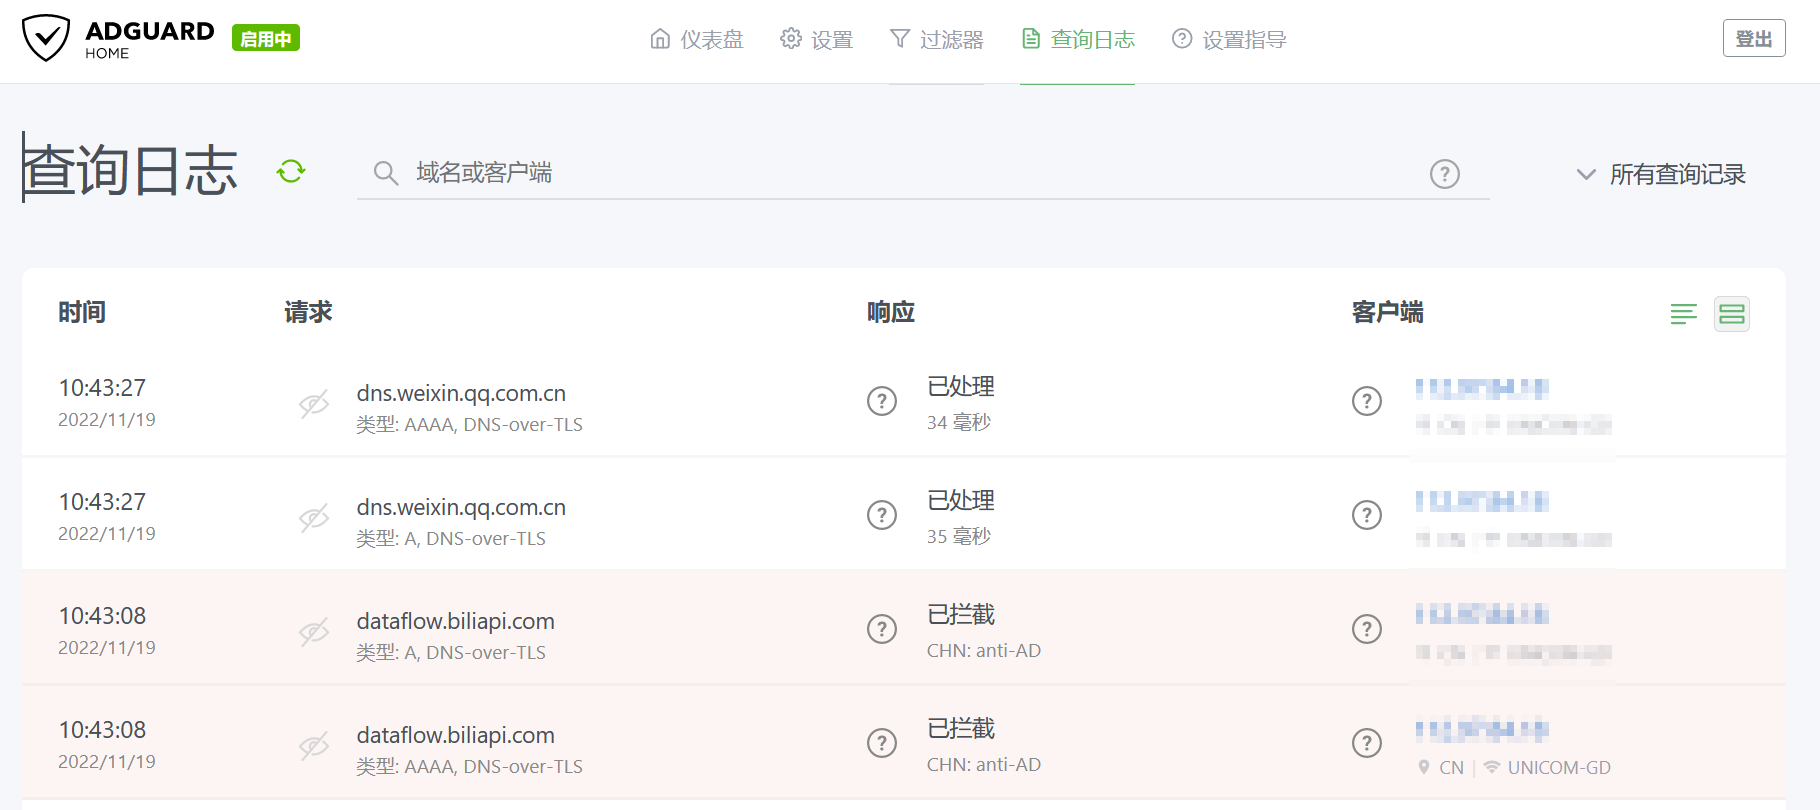 ADGUARD
HOME
启用中
仪表盘
设置
过滤器
查询日志
设置指导
登出
查询日志
域名或客户端
?
所有查询记录
时间 请求 响应 客户端
10:43:27
2022/11/19
dns.weixin.qq.com.cn
类型: AAAA, DNS-over-TLS
已处理
34 毫秒
10:43:27
2022/11/19
dns.weixin.qq.com.cn
类型: A, DNS-over-TLS
已处理
35 毫秒
10:43:08
2022/11/19
dataflow.biliapi.com
类型: A, DNS-over-TLS
已拦截
CHN: anti-AD
10:43:08
2022/11/19
dataflow.biliapi.com
类型: AAAA, DNS-over-TLS
已拦截
CHN: anti-AD
CN | UNICOM-GD